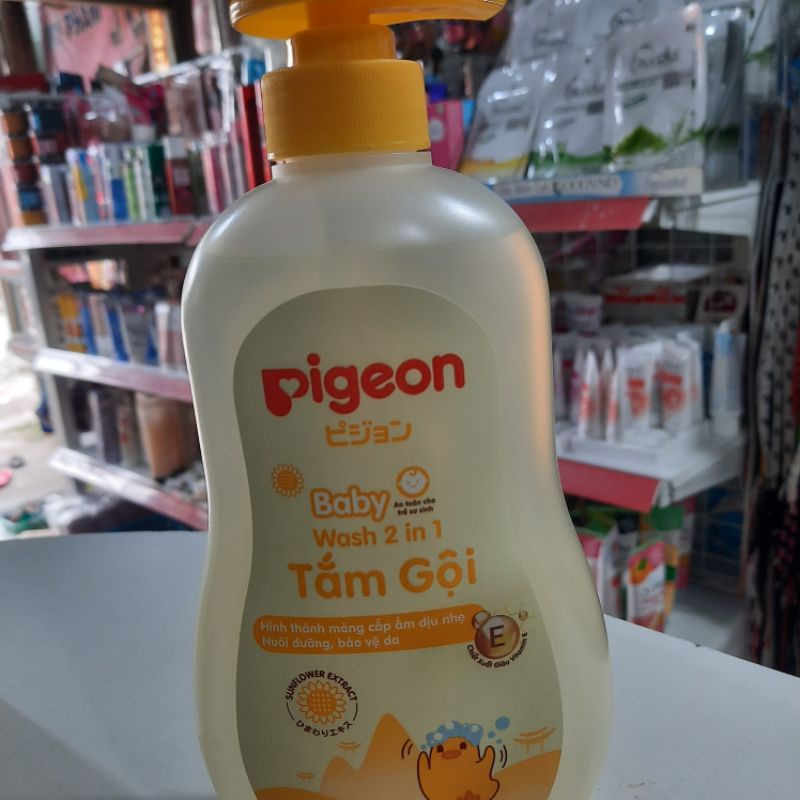 Pigeon
ピジョン
Baby
An toàn cho
trẻ sơ sinh
Wash 2 in 1
Tắm Gội
Hình thành màng cấp ẩm dịu nhẹ
Nuôi dưỡng, bảo vệ da
E
Chiết Xuất Giàu Vitamin E
SUNFLOWER EXTRACT
ひまわりエキス